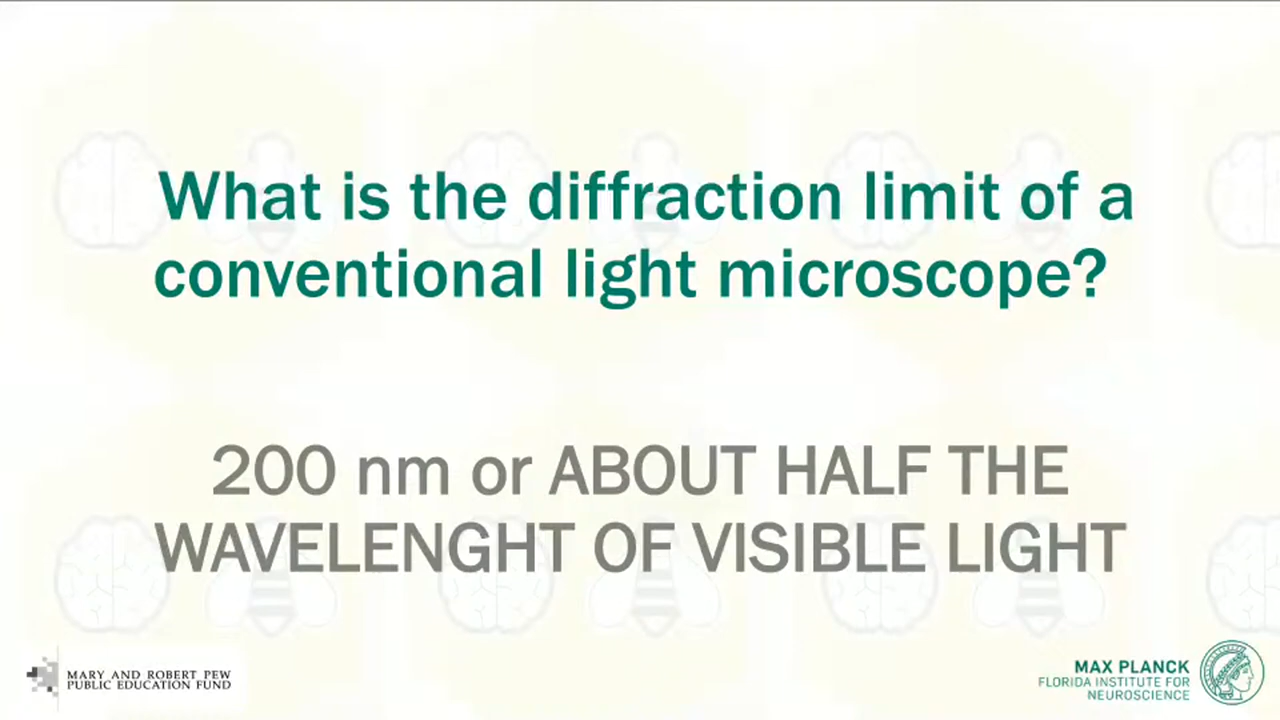 What is the diffraction limit of a
conventional light microscope?
200 nm or ABOUT HALF THE
WAVELENGHT OF VISIBLE LIGHT
MARY AND ROBERT PEW
PUBLIC EDUCATION FUND
MAX PLANCK
FLORIDA INSTITUTE FOR
NEUROSCIENCE